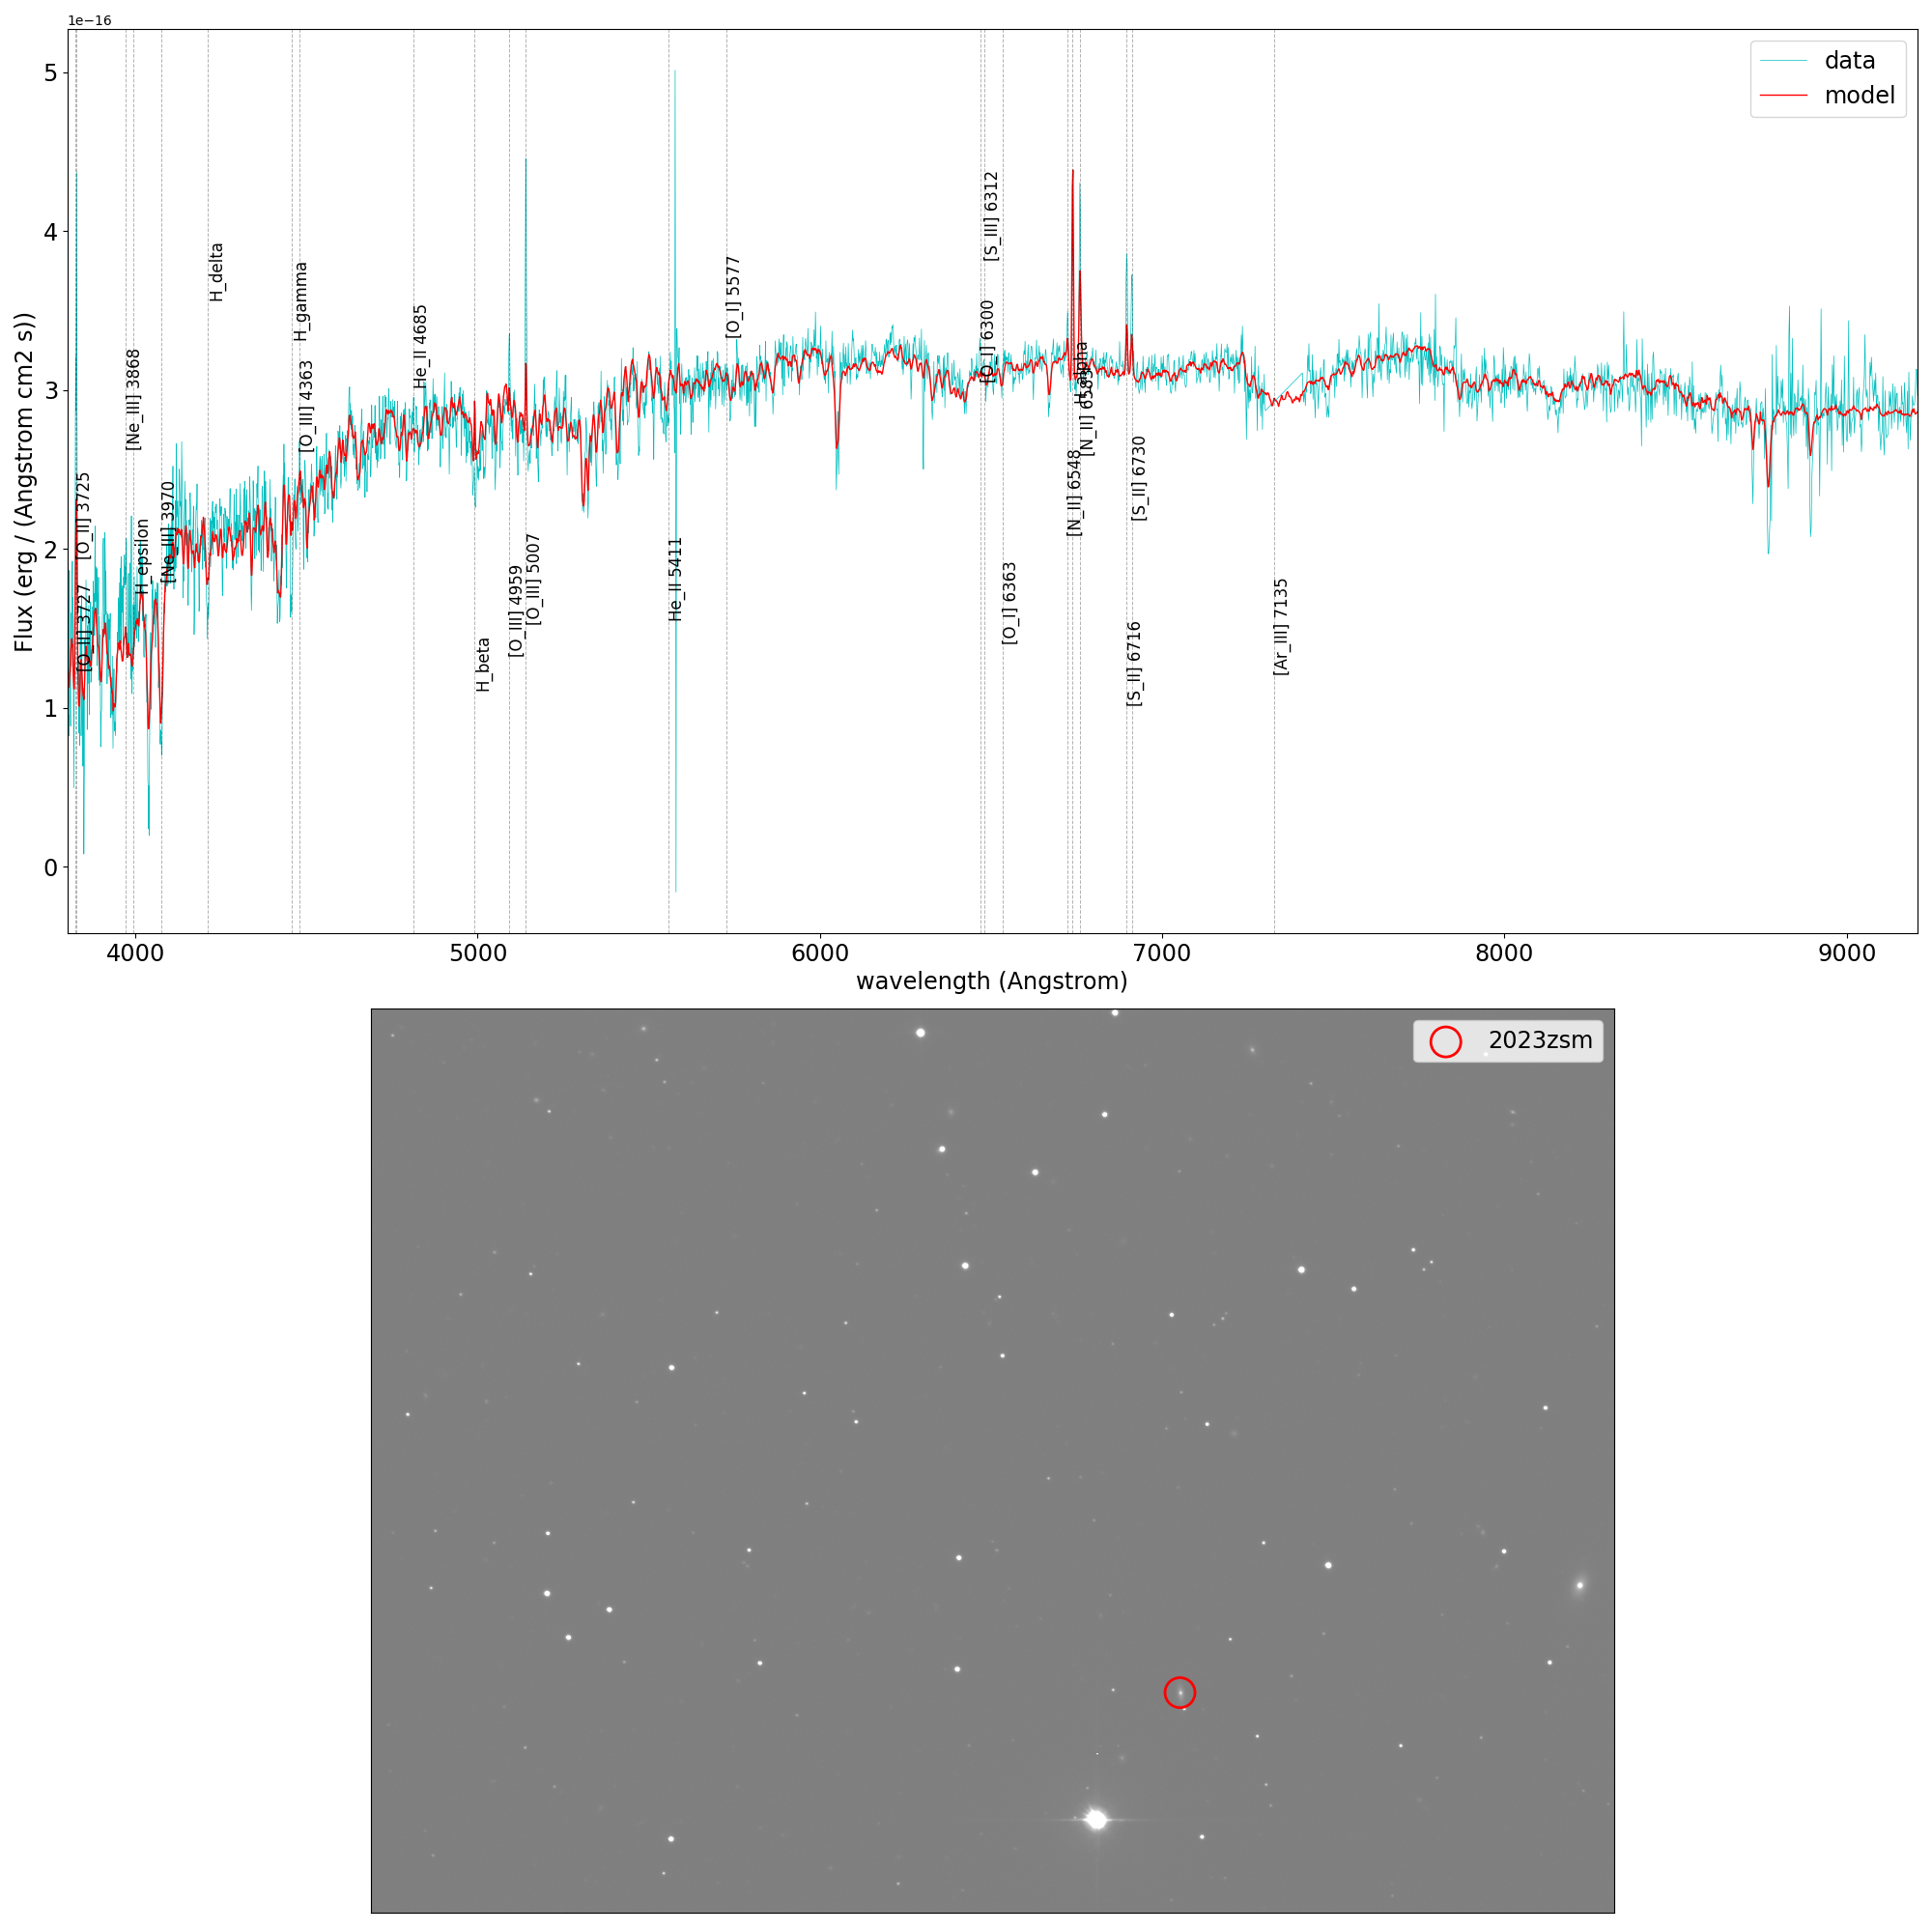 1e−16
data
model
Flux (erg / (Angstrom cm2 s))
5
4
3
2
1
0
[O_II] 3725
[O_II] 3727
[Ne_III] 3868
H_epsilon
[Ne_III] 3970
H_delta
H_gamma
[O_III] 4363
He_II 4685
H_beta
[O_III] 4959
[O_III] 5007
He_II 5411
[O_I] 5577
[O_I] 6300
[S_III] 6312
[O_I] 6363
[N_II] 6548
H_alpha
[N_II] 6583
[S_II] 6716
[S_II] 6730
[Ar_III] 7135
4000
5000
6000
7000
8000
9000
wavelength (Angstrom)
2023zsm